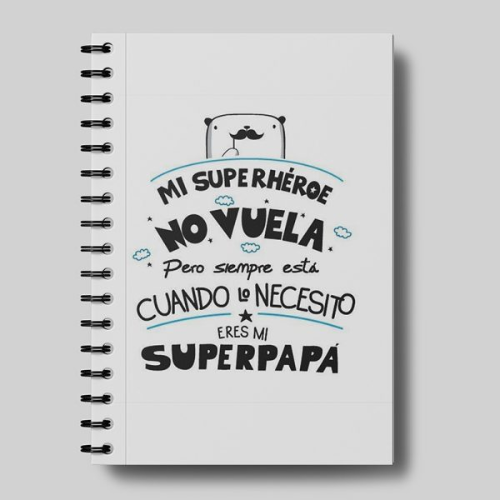 MI SUPERHÉROE
NO VUELA
Pero siempre está
CUANDO LO NECESITO
ERES MI
SUPERPAPÁ